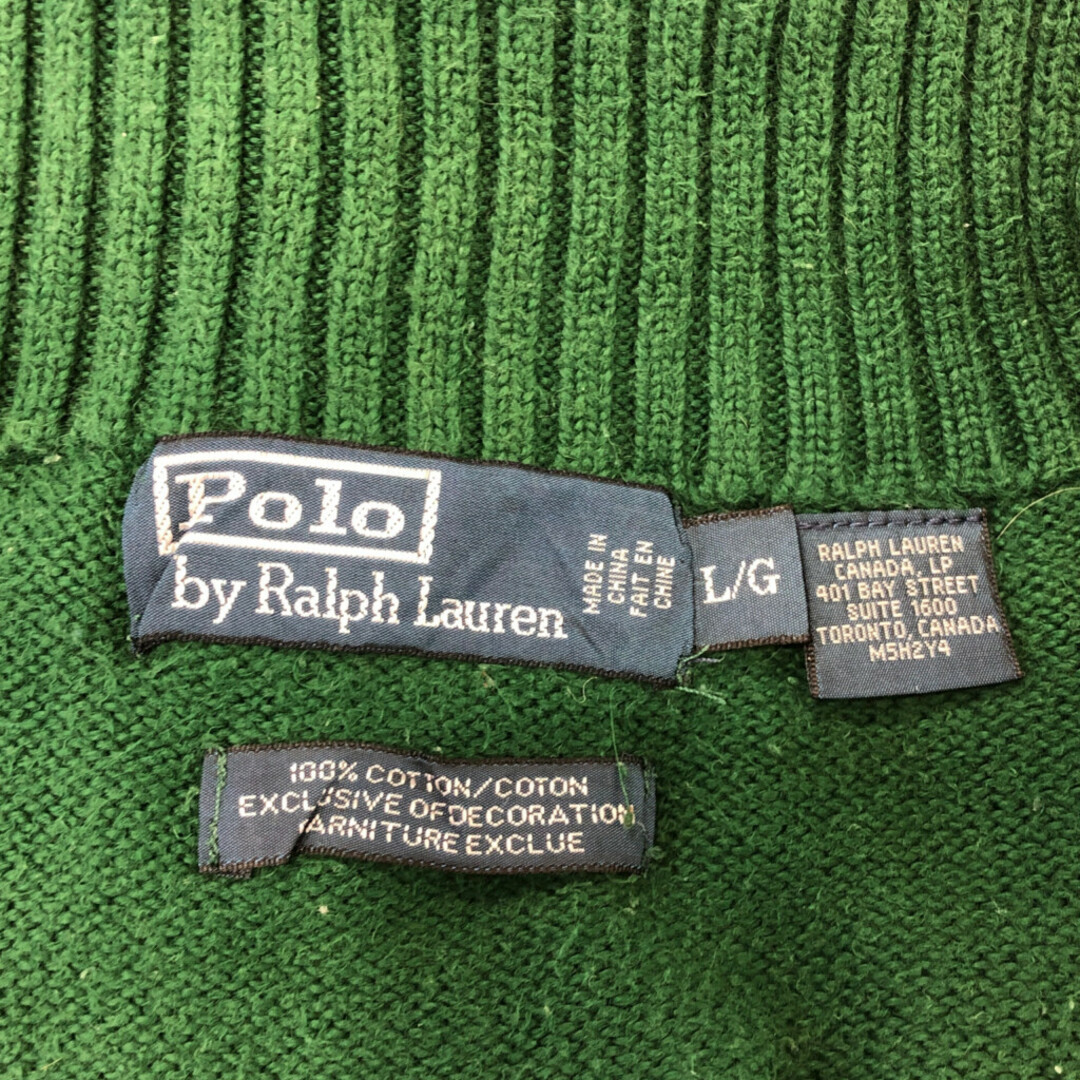 Polo
by Ralph Lauren
MADE IN
CHINA
FAIT EN
CHINE
L/G
RALPH LAUREN
CANADA, LP
401 BAY STREET
SUITE 1600
TORONTO, CANADA
M5H2Y4
100% COTTON/COTON
EXCLUSIVE OF DECORATION
GARNITURE EXCLUE